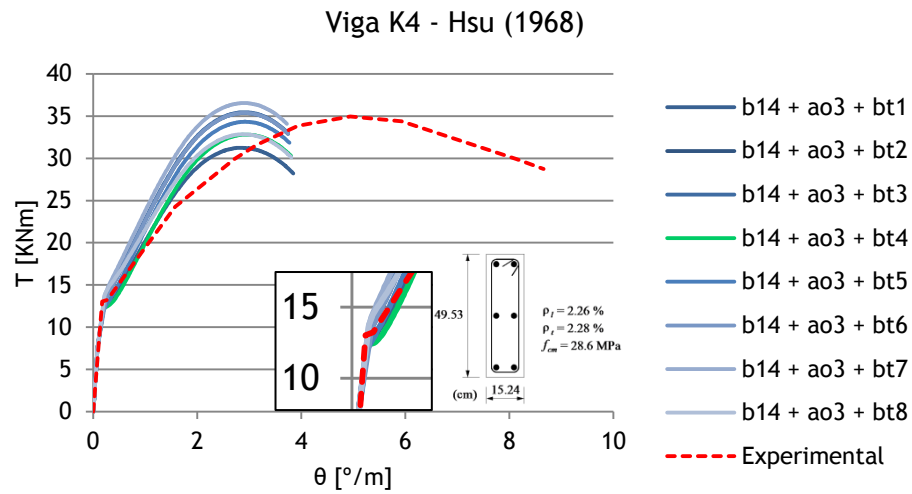 Viga K4 - Hsu (1968)
T [KNm]
40
35
30
25
20
15
10
5
0
0 2 4 6 8 10
θ [°/m]
15
10
49.53
(cm)
15.24
ρl = 2.26 %
ρt = 2.28 %
fcm = 28.6 MPa
b14 + ao3 + bt1
b14 + ao3 + bt2
b14 + ao3 + bt3
b14 + ao3 + bt4
b14 + ao3 + bt5
b14 + ao3 + bt6
b14 + ao3 + bt7
b14 + ao3 + bt8
Experimental